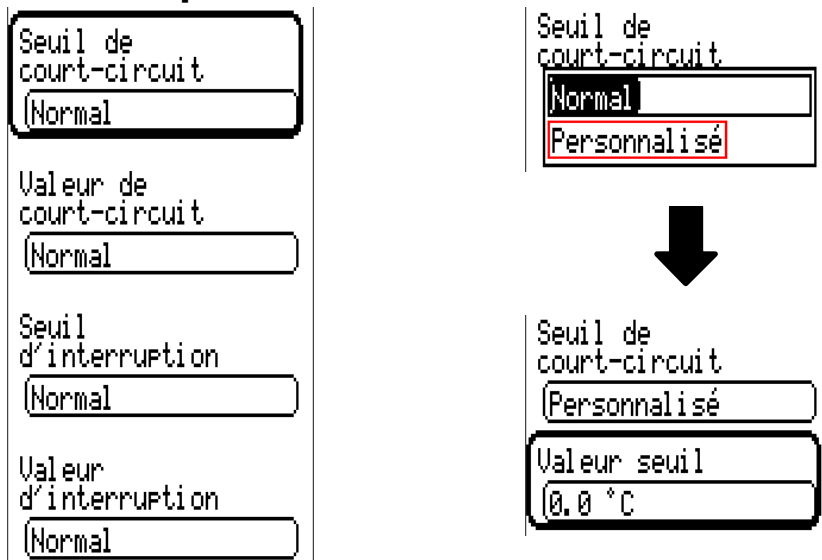 Seuil de
court-circuit
Normal
Valeur de
court-circuit
Normal
Seuil
d'interruption
Normal
Valeur
d'interruption
Normal
Seuil de
court-circuit
Normal
Personnalisé
Seuil de
court-circuit
Personnalisé
Valeur seuil
0.0 °C